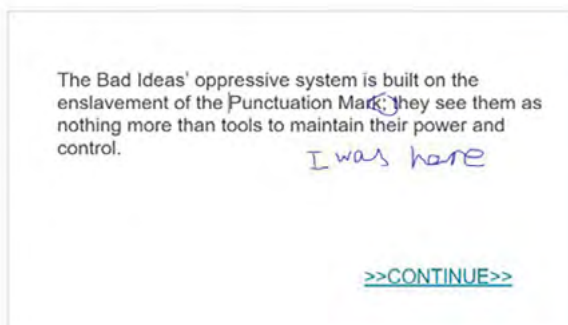 The Bad Ideas' oppressive system is built on the
enslavement of the Punctuation Mark; they see them as
nothing more than tools to maintain their power and
control.
I was here
>>CONTINUE>>